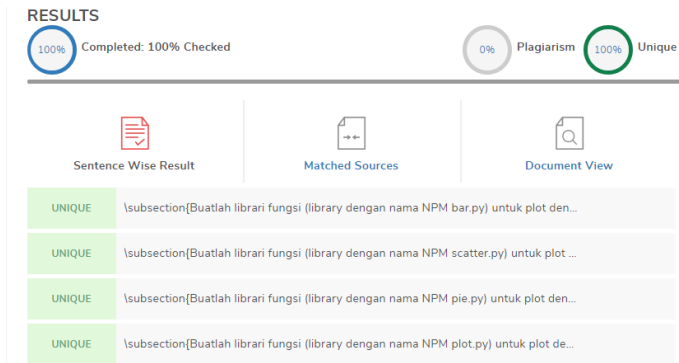 RESULTS
100% Completed: 100% Checked 0% Plagiarism 100% Unique
Sentence Wise Result Matched Sources Document View
UNIQUE \subsection{Buatlah librari fungsi (library dengan nama NPM bar.py) untuk plot den...
UNIQUE \subsection{Buatlah librari fungsi (library dengan nama NPM scatter.py) untuk plot ...
UNIQUE \subsection{Buatlah librari fungsi (library dengan nama NPM pie.py) untuk plot den...
UNIQUE \subsection{Buatlah librari fungsi (library dengan nama NPM plot.py) untuk plot de...